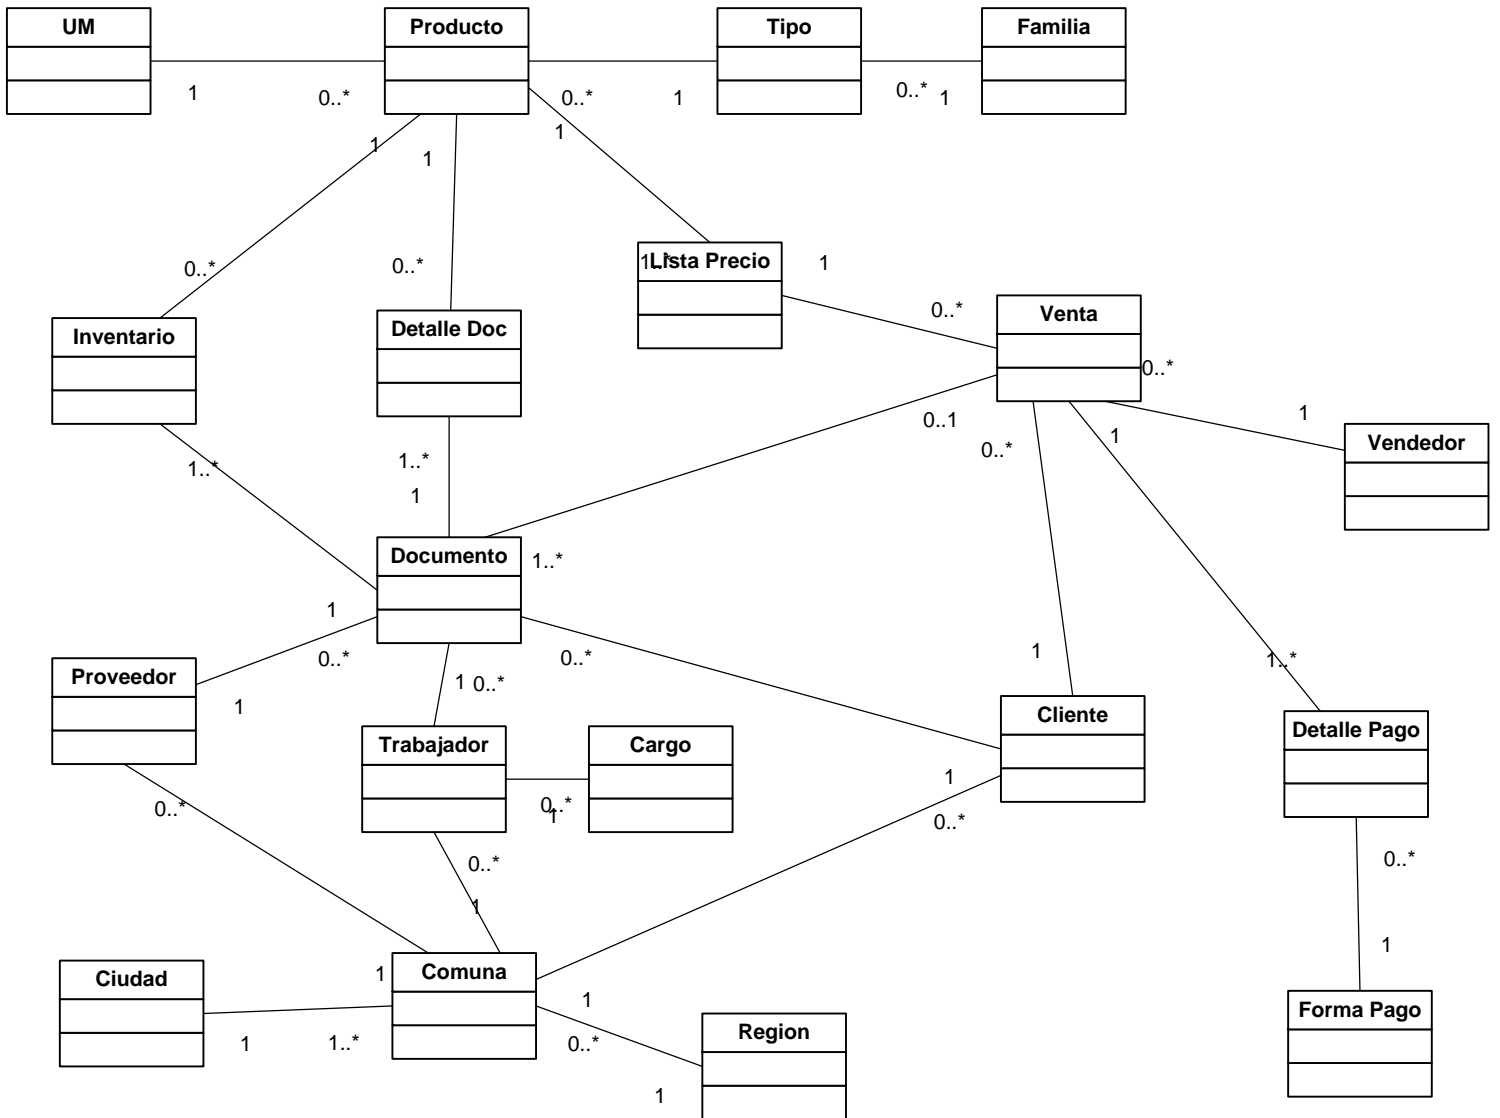 UM
Producto
Tipo
Familia
1
0..*
0..*
1
0..*
1
1
1
1
0..*
0..*
Lista Precio
1..*
1
0..*
Venta
0..*
Inventario
Detalle Doc
0..1
0..*
1
1
Vendedor
1..*
1..*
1
Documento
1..*
1
0..*
0..*
1
1..*
Proveedor
1
1
0..*
Trabajador
Cargo
Cliente
Detalle Pago
0..*
0..*
1
1
0..*
0..*
1
0..*
1
Ciudad
1
Comuna
1
1
1..*
0..*
Region
1
Forma Pago